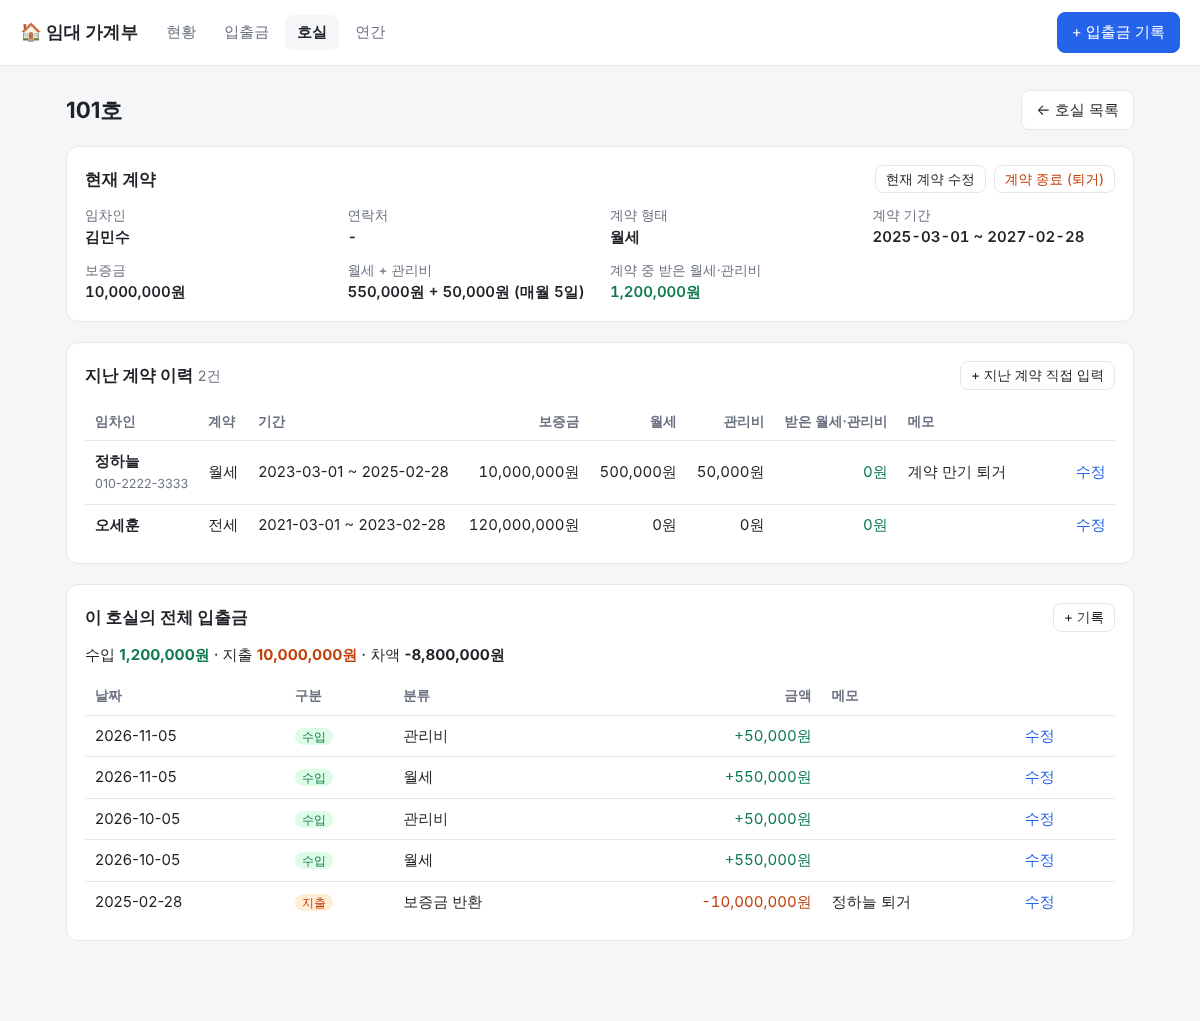 🏠 임대 가계부 현황 입출금 호실 연간 + 입출금 기록
101호 ← 호실 목록
현재 계약 현재 계약 수정 계약 종료 (퇴거)
임차인 연락처 계약 형태 계약 기간
김민수 - 월세 2025-03-01 ~ 2027-02-28
보증금 월세 + 관리비 계약 중 받은 월세·관리비
10,000,000원 550,000원 + 50,000원 (매월 5일) 1,200,000원
지난 계약 이력 2건 + 지난 계약 직접 입력
임차인 계약 기간 보증금 월세 관리비 받은 월세·관리비 메모
정하늘 010-2222-3333 월세 2023-03-01 ~ 2025-02-28 10,000,000원 500,000원 50,000원 0원 계약 만기 퇴거 수정
오세훈 전세 2021-03-01 ~ 2023-02-28 120,000,000원 0원 0원 0원 수정
이 호실의 전체 입출금 + 기록
수입 1,200,000원 · 지출 10,000,000원 · 차액 -8,800,000원
날짜 구분 분류 금액 메모
2026-11-05 수입 관리비 +50,000원 수정
2026-11-05 수입 월세 +550,000원 수정
2026-10-05 수입 관리비 +50,000원 수정
2026-10-05 수입 월세 +550,000원 수정
2025-02-28 지출 보증금 반환 -10,000,000원 정하늘 퇴거 수정